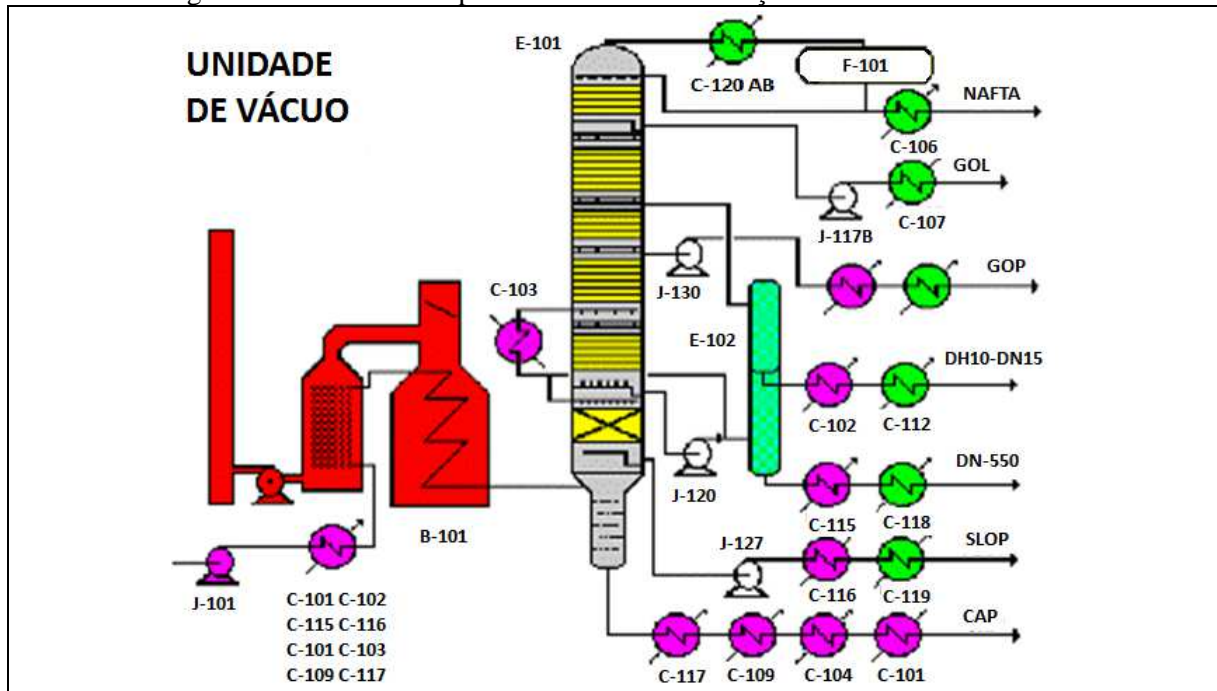 UNIDADE
DE VÁCUO
E-101
C-120 AB
F-101
NAFTA
C-106
GOL
J-117B
C-107
GOP
J-130
C-103
E-102
DH10-DN15
C-102
C-112
DN-550
J-120
C-115
C-118
B-101
J-127
SLOP
C-116
C-119
J-101
C-101 C-102
C-115 C-116
C-101 C-103
C-109 C-117
CAP
C-117
C-109
C-104
C-101